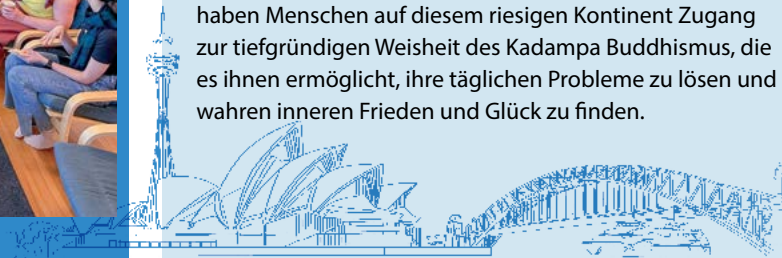 haben Menschen auf diesem riesigen Kontinent Zugang
zur tiefgründigen Weisheit des Kadampa Buddhismus, die
es ihnen ermöglicht, ihre täglichen Probleme zu lösen und
wahren inneren Frieden und Glück zu finden.